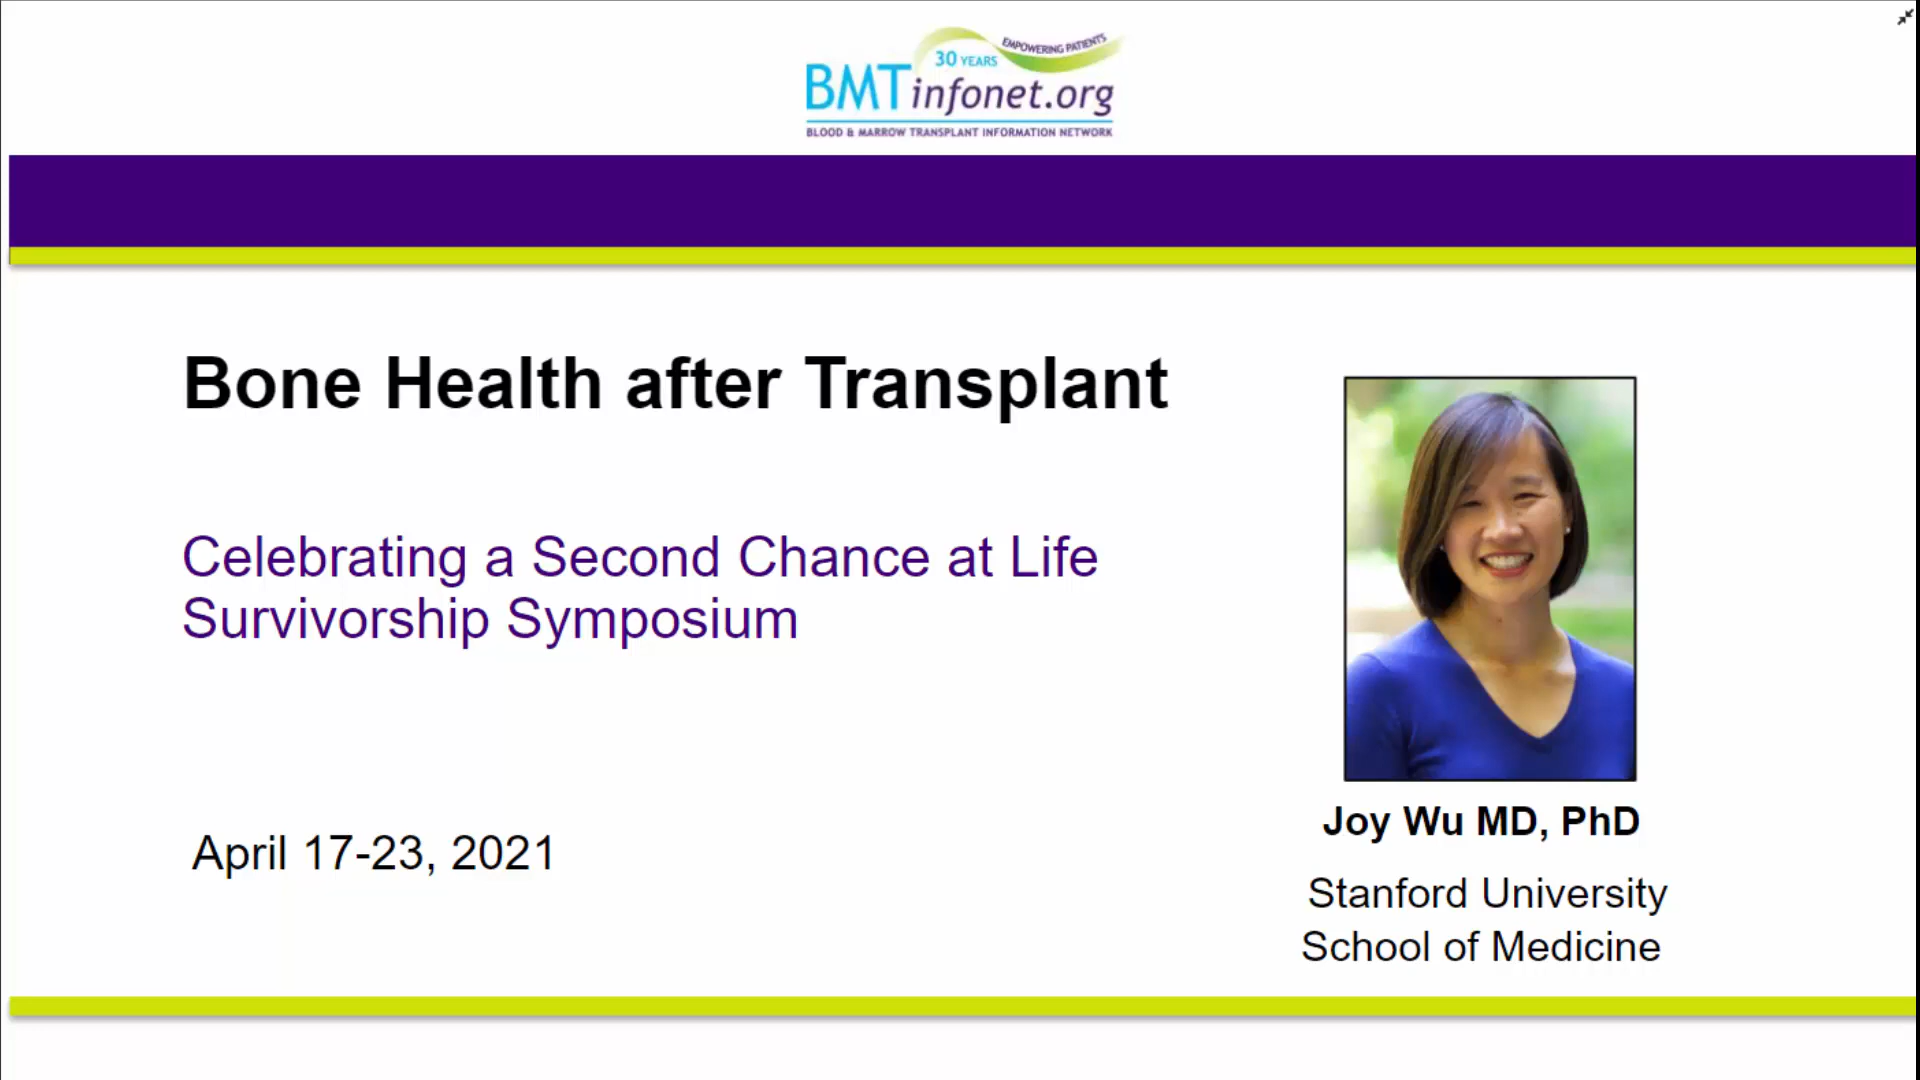 30 YEARS
EMPOWERING PATIENTS
BMTinfonet.org
BLOOD & MARROW TRANSPLANT INFORMATION NETWORK
Bone Health after Transplant
Celebrating a Second Chance at Life
Survivorship Symposium
April 17-23, 2021
Joy Wu MD, PhD
Stanford University
School of Medicine